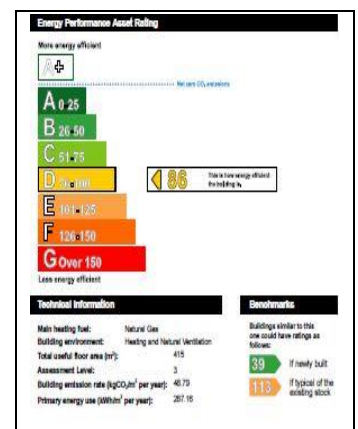 Energy Performance Asset Rating
More energy efficient
A+
Net zero CO₂ emissions
A 0-25
B 26-50
C 51-75
D 76-100
86
This is how energy efficient
the building is.
E 101-125
F 126-150
G Over 150
Less energy efficient
Technical Information
Main heating fuel: Natural Gas
Building environment: Heating and Natural Ventilation
Total useful floor area (m²): 415
Assessment Level: 3
Building emission rate (kgCO₂/m² per year): 48.79
Primary energy use (kWh/m² per year): 287.16
Benchmarks
Buildings similar to this
one could have ratings as
follows:
39 If newly built
113 If typical of the
existing stock